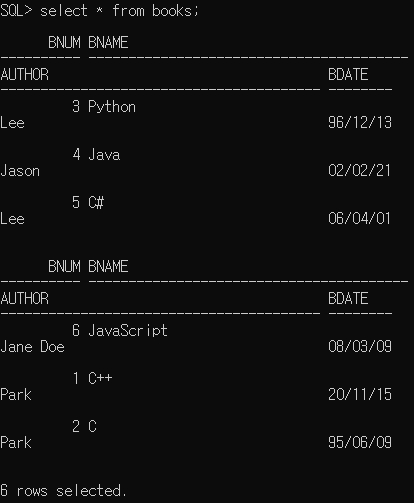 SQL> select * from books;
BNUM BNAME
---------- ----------------------------------------
AUTHOR                                   BDATE
---------------------------------------- --------
3 Python
Lee                                      96/12/13
4 Java
Jason                                    02/02/21
5 C#
Lee                                      06/04/01
BNUM BNAME
---------- ----------------------------------------
AUTHOR                                   BDATE
---------------------------------------- --------
6 JavaScript
Jane Doe                                 08/03/09
1 C++
Park                                     20/11/15
2 C
Park                                     95/06/09
6 rows selected.